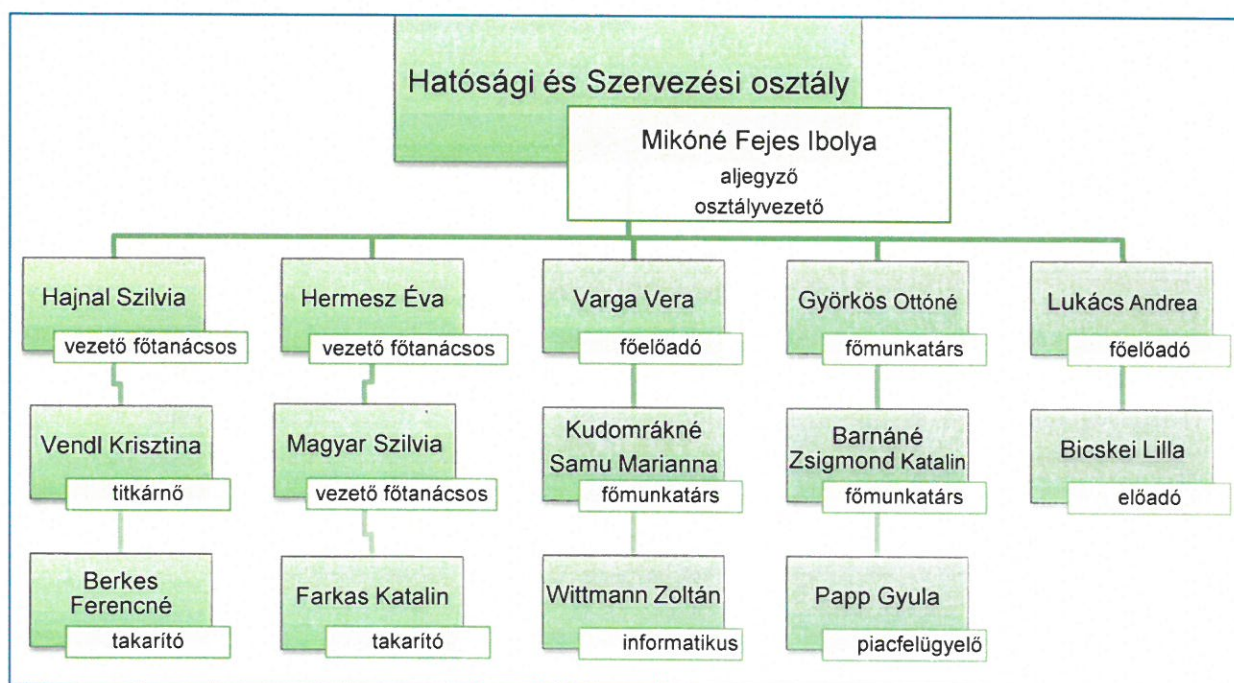 Hatósági és Szervezési osztály
Mikóné Fejes Ibolya
aljegyző
osztályvezető
Hajnal Szilvia
vezető főtanácsos
Hermesz Éva
vezető főtanácsos
Varga Vera
főelőadó
Györkös Ottóné
főmunkatárs
Lukács Andrea
főelőadó
Vendl Krisztina
titkárnő
Magyar Szilvia
vezető főtanácsos
Kudomrákné
Samu Marianna
főmunkatárs
Barnáné
Zsigmond Katalin
főmunkatárs
Bicskei Lilla
előadó
Berkes
Ferencné
takarító
Farkas Katalin
takarító
Wittmann Zoltán
informatikus
Papp Gyula
piacfelügyelő